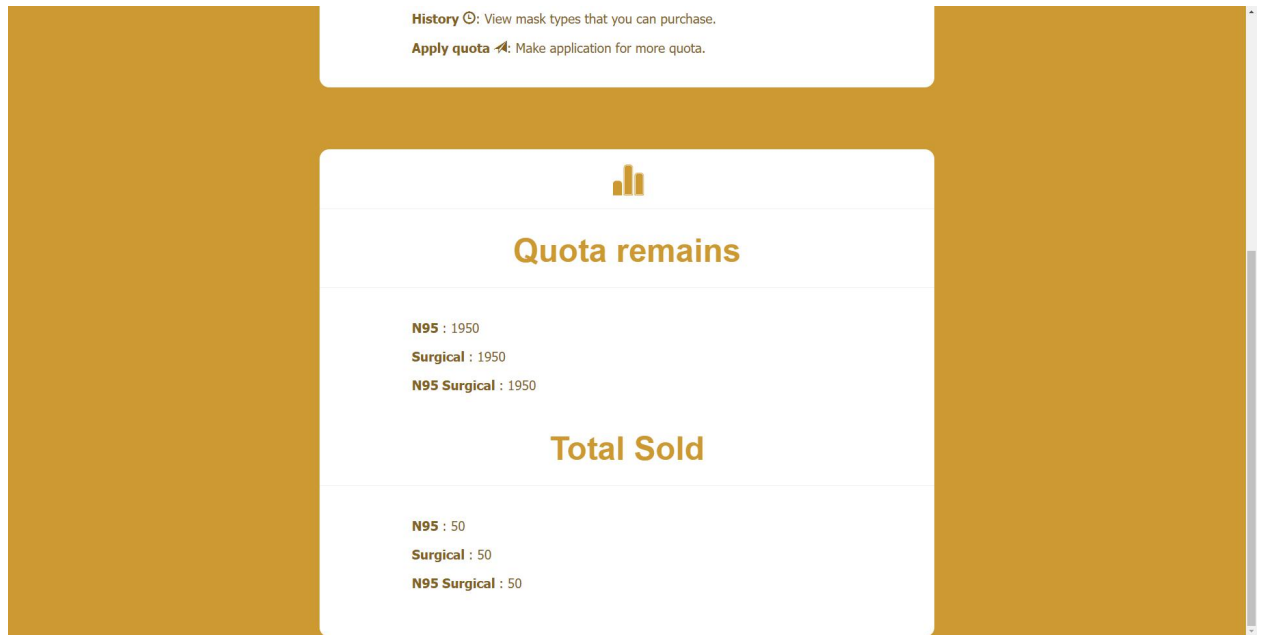 History : View mask types that you can purchase.
Apply quota : Make application for more quota.
Quota remains
N95 : 1950
Surgical : 1950
N95 Surgical : 1950
Total Sold
N95 : 50
Surgical : 50
N95 Surgical : 50